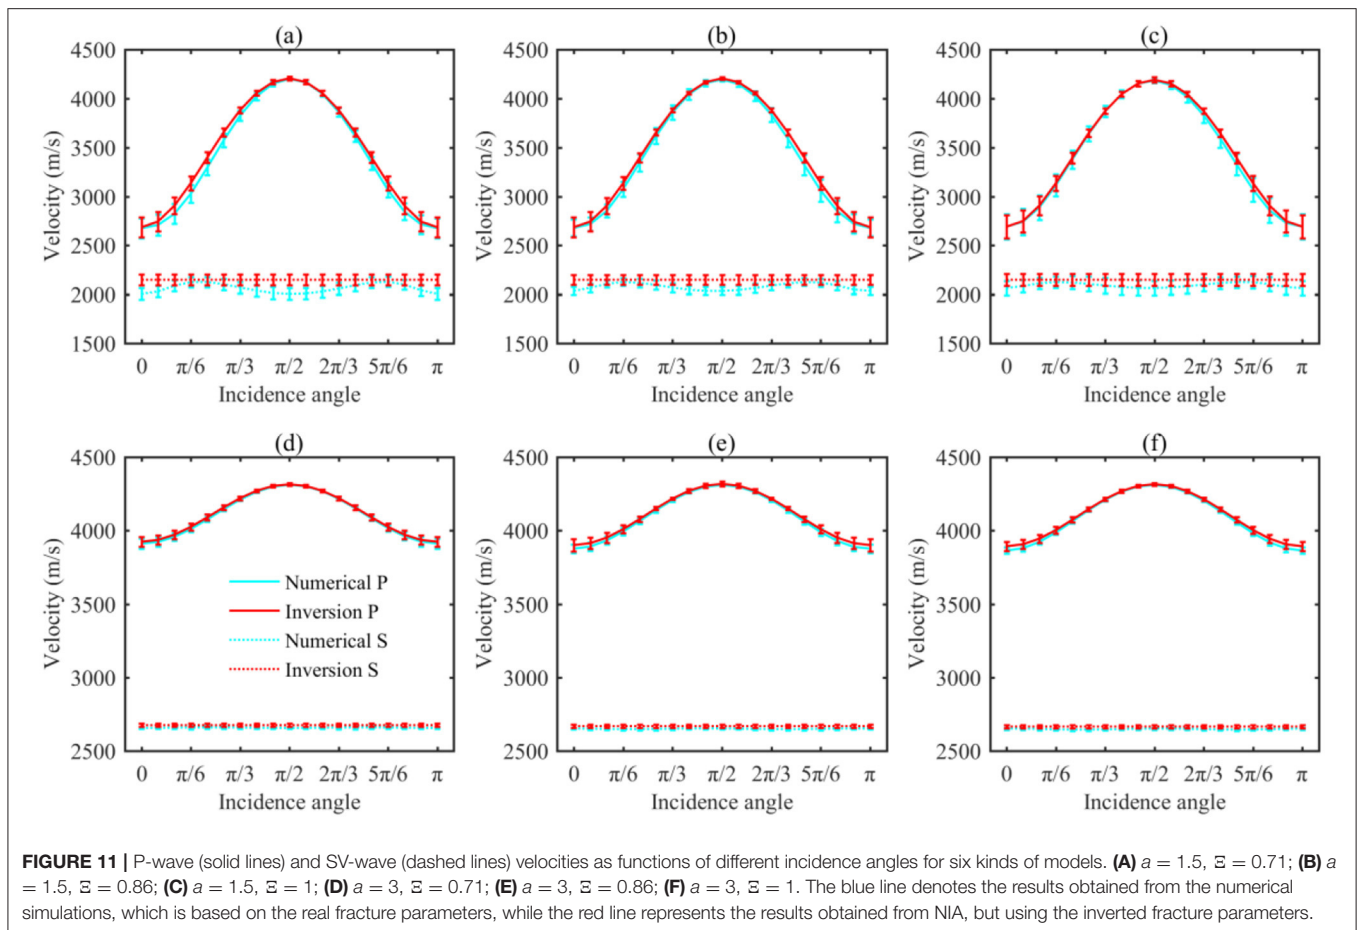 (a)
4500
4000
3500
3000
2500
2000
1500
Velocity (m/s)
0 π/6 π/3 π/2 2π/3 5π/6 π
Incidence angle
(b)
4500
4000
3500
3000
2500
2000
1500
Velocity (m/s)
0 π/6 π/3 π/2 2π/3 5π/6 π
Incidence angle
(c)
4500
4000
3500
3000
2500
2000
1500
Velocity (m/s)
0 π/6 π/3 π/2 2π/3 5π/6 π
Incidence angle
(d)
4500
4000
3500
3000
2500
Velocity (m/s)
Numerical P
Inversion P
Numerical S
Inversion S
0 π/6 π/3 π/2 2π/3 5π/6 π
Incidence angle
(e)
4500
4000
3500
3000
2500
Velocity (m/s)
0 π/6 π/3 π/2 2π/3 5π/6 π
Incidence angle
(f)
4500
4000
3500
3000
2500
Velocity (m/s)
0 π/6 π/3 π/2 2π/3 5π/6 π
Incidence angle
FIGURE 11 | P-wave (solid lines) and SV-wave (dashed lines) velocities as functions of different incidence angles for six kinds of models. (A) a = 1.5, Ξ = 0.71; (B) a
= 1.5, Ξ = 0.86; (C) a = 1.5, Ξ = 1; (D) a = 3, Ξ = 0.71; (E) a = 3, Ξ = 0.86; (F) a = 3, Ξ = 1. The blue line denotes the results obtained from the numerical
simulations, which is based on the real fracture parameters, while the red line represents the results obtained from NIA, but using the inverted fracture parameters.